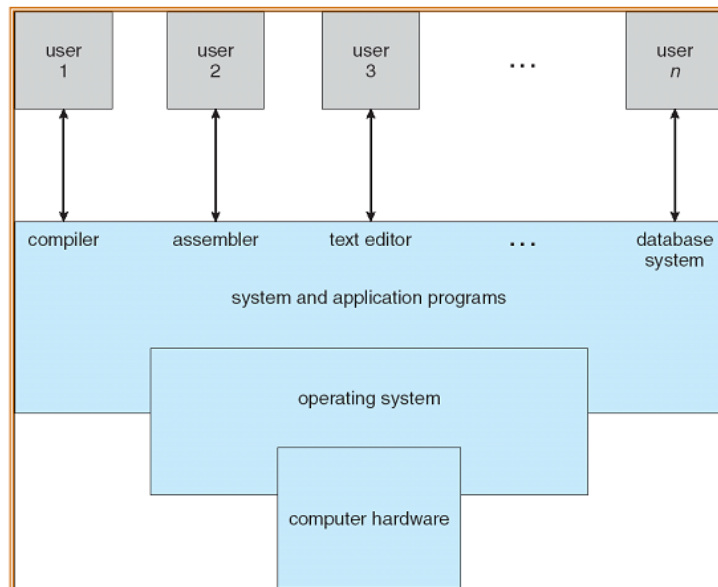 user
1
user
2
user
3
...
user
n
compiler
assembler
text editor
...
database
system
system and application programs
operating system
computer hardware